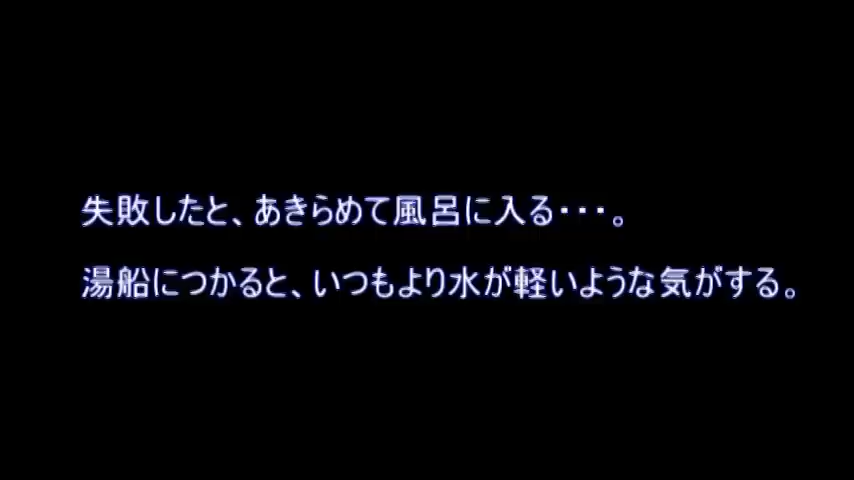 失敗したと、あきらめて風呂に入る・・・。
湯船につかると、いつもより水が軽いような気がする。